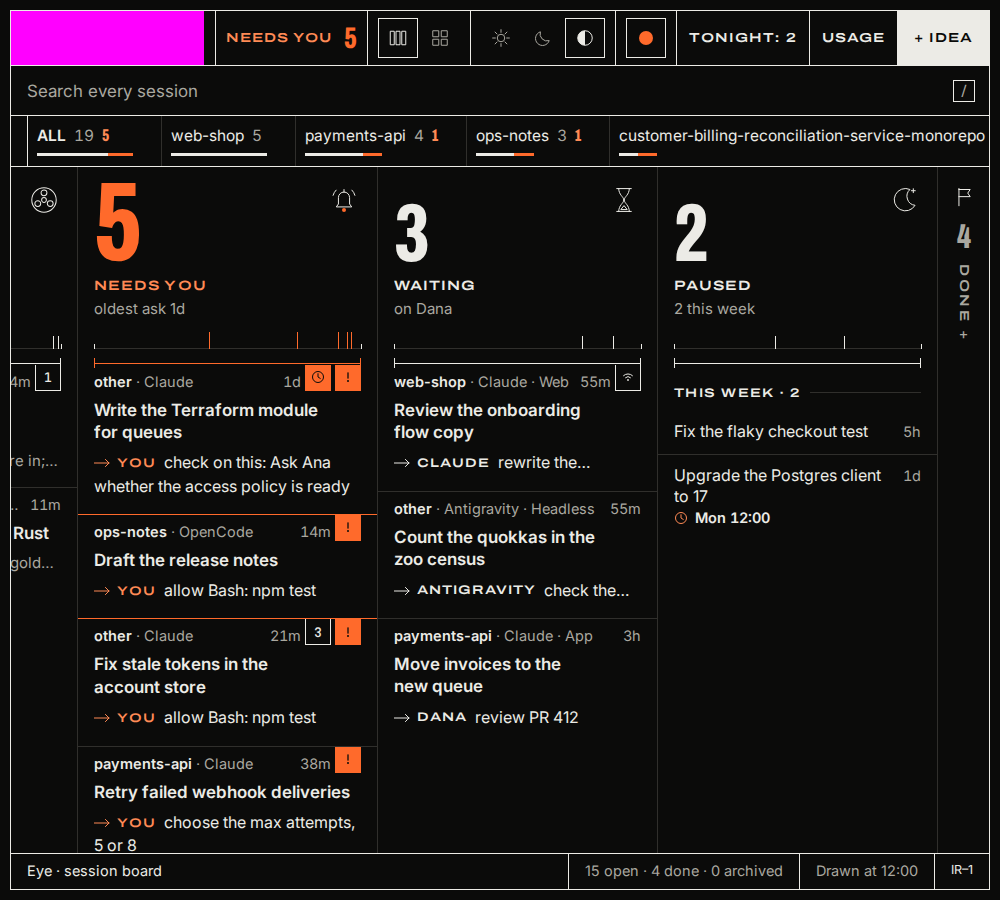 NEEDS YOU 5
TONIGHT: 2
USAGE
+ IDEA
Search every session
/
ALL 19 5
web-shop 5
payments-api 4 1
ops-notes 3 1
customer-billing-reconciliation-service-monorepo
4m 1
re in;...
.. 11m
Rust
gold...
5
NEEDS YOU
oldest ask 1d
other · Claude 1d !
Write the Terraform module
for queues
→ YOU check on this: Ask Ana
whether the access policy is ready
ops-notes · OpenCode 14m !
Draft the release notes
→ YOU allow Bash: npm test
other · Claude 21m 3 !
Fix stale tokens in the
account store
→ YOU allow Bash: npm test
payments-api · Claude 38m !
Retry failed webhook deliveries
→ YOU choose the max attempts,
5 or 8
3
WAITING
on Dana
web-shop · Claude · Web 55m
Review the onboarding
flow copy
→ CLAUDE rewrite the...
other · Antigravity · Headless 55m
Count the quokkas in the
zoo census
→ ANTIGRAVITY check the...
payments-api · Claude · App 3h
Move invoices to the
new queue
→ DANA review PR 412
2
PAUSED
2 this week
THIS WEEK · 2
Fix the flaky checkout test 5h
Upgrade the Postgres client 1d
to 17
Mon 12:00
4 DONE +
Eye · session board
15 open · 4 done · 0 archived
Drawn at 12:00
IR–1